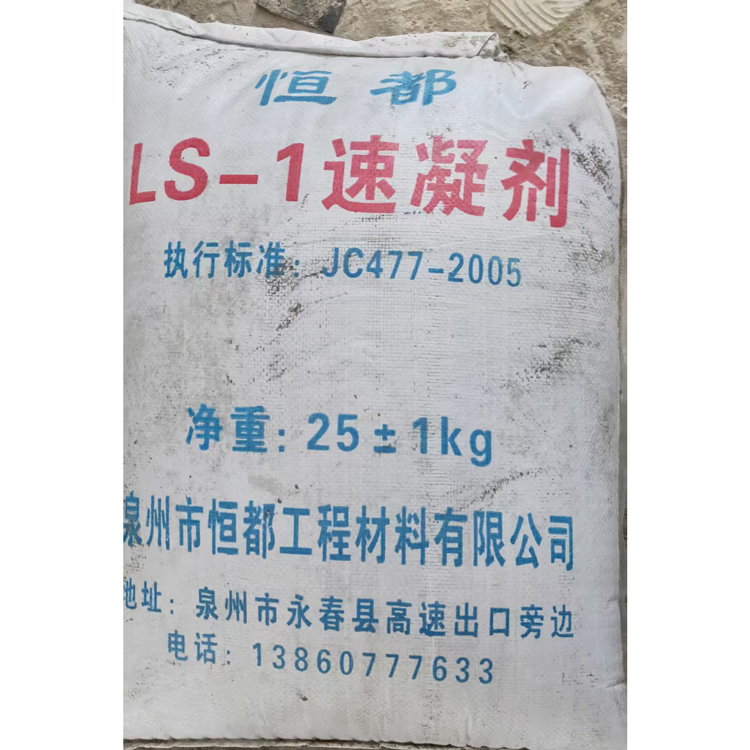 恒都
LS-1速凝剂
执行标准：JC477-2005
净重：25±1kg
泉州市恒都工程材料有限公司
地址：泉州市永春县高速出口旁边
电话：13860777633